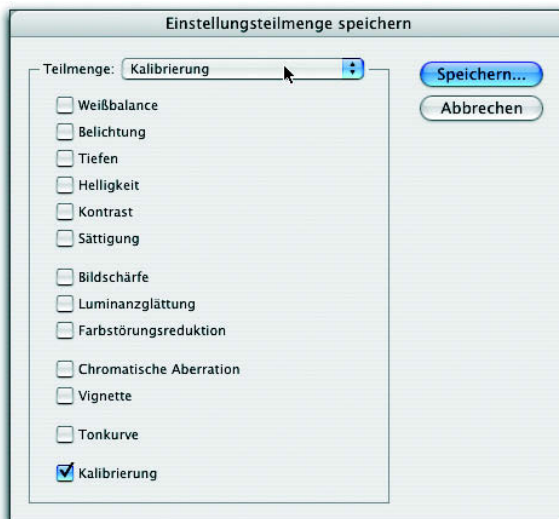 Einstellungsteilmenge speichern
Teilmenge: Kalibrierung
Speichern...
Abbrechen
Weißbalance
Belichtung
Tiefen
Helligkeit
Kontrast
Sättigung
Bildschärfe
Luminanzglättung
Farbstörungsreduktion
Chromatische Aberration
Vignette
Tonkurve
Kalibrierung